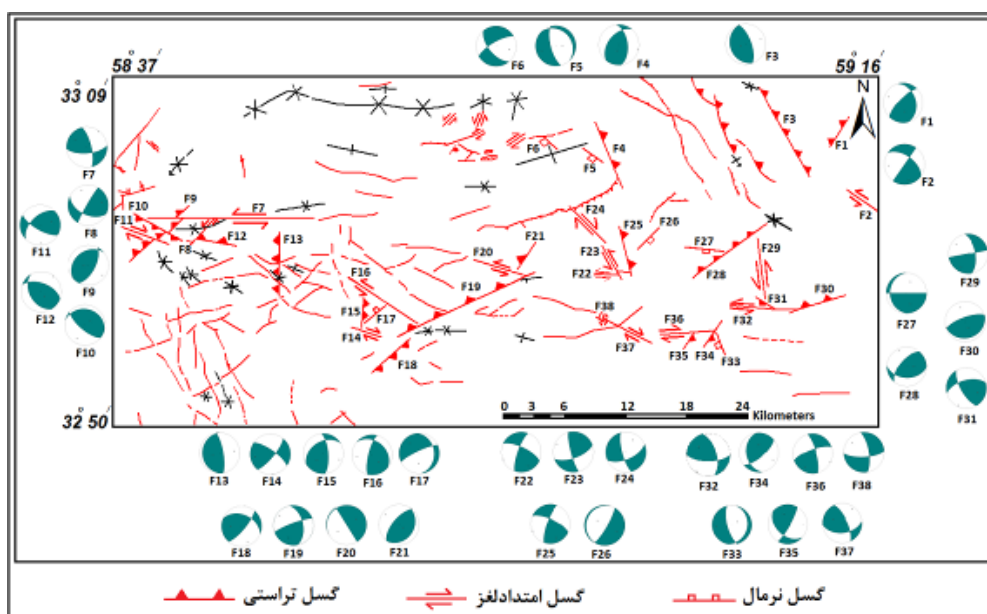 F6 F5 F4 F3
58° 37′ 59° 16′
33 09
N
F1
F2
F7
F8
F11
F9
F12
F10
F3
F1
F4
F6
F5
F2
F10 F9 F7
F11
F8 F12 F13
F24 F25 F26
F23
F22
F21
F20
F27
F28
F29
F16
F19
F15 F17
F14
F18
F38
F37
F36
F35 F34 F33
F32
F31 F30
F29
F27
F30
F28
F31
32 50
0 3 6 12 18 24
Kilometers
F13 F14 F15 F16 F17 F22 F23 F24 F32 F34 F36 F38
F18 F19 F20 F21 F25 F26 F33 F35 F37
گسل تراستی گسل امتدادلغز گسل نرمال